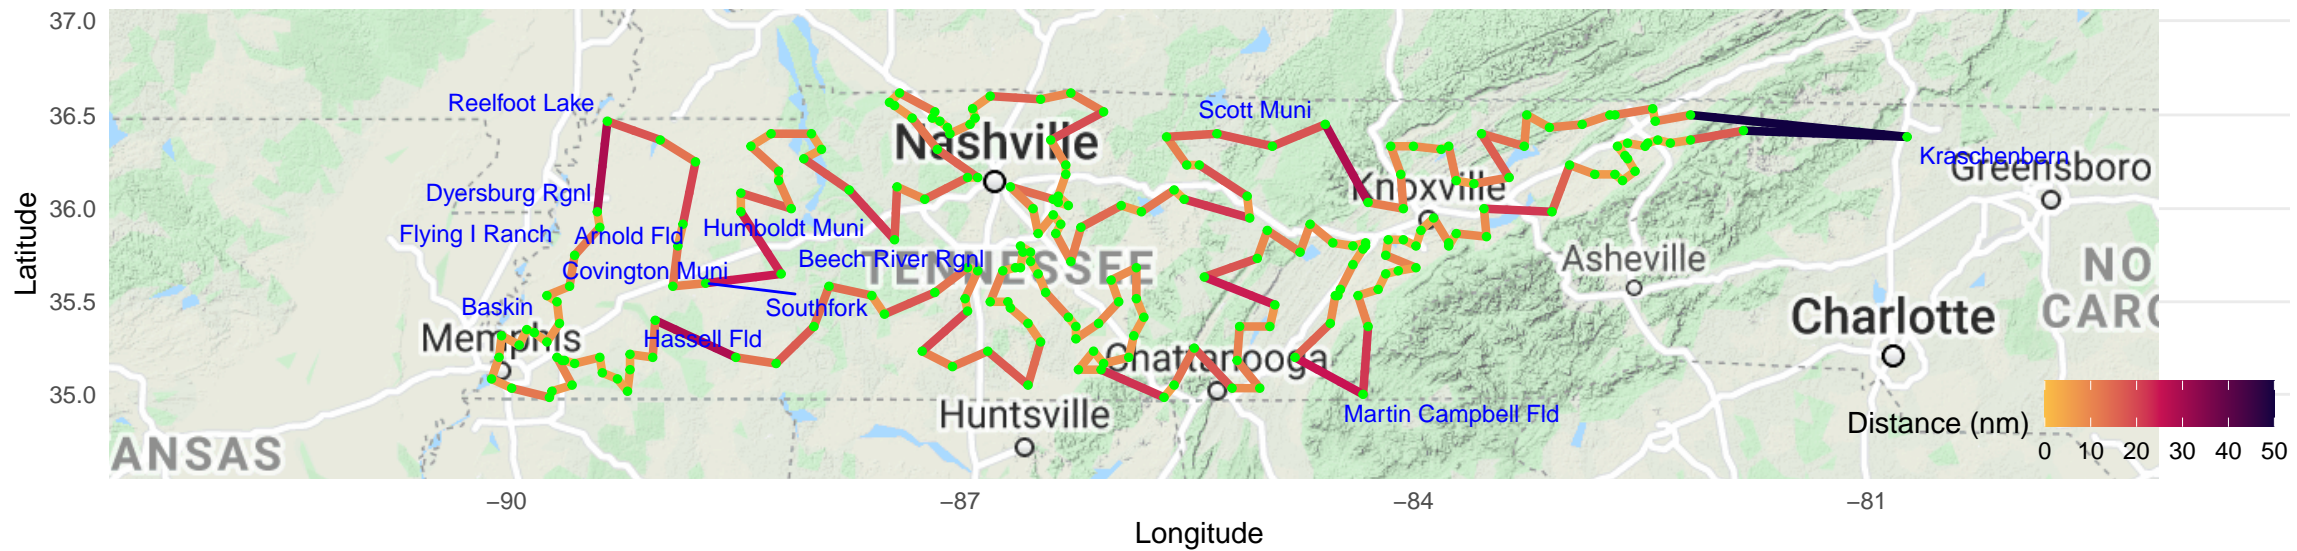 37.0
36.5
36.0
35.5
35.0
Latitude
Reelfoot Lake
Scott Muni
Nashville
Kraschenbern
Greensboro
Knoxville
Dyersburg Rgnl
Flying I Ranch
Arnold Fld
Humboldt Muni
Covington Muni
Beech River Rgnl
TENNESSEE
Asheville
NO
CARO
Baskin
Southfork
Charlotte
Memphis
Hassell Fld
Chattanooga
Huntsville
Martin Campbell Fld
ANSAS
Distance (nm)
0 10 20 30 40 50
−90 −87 −84 −81
Longitude